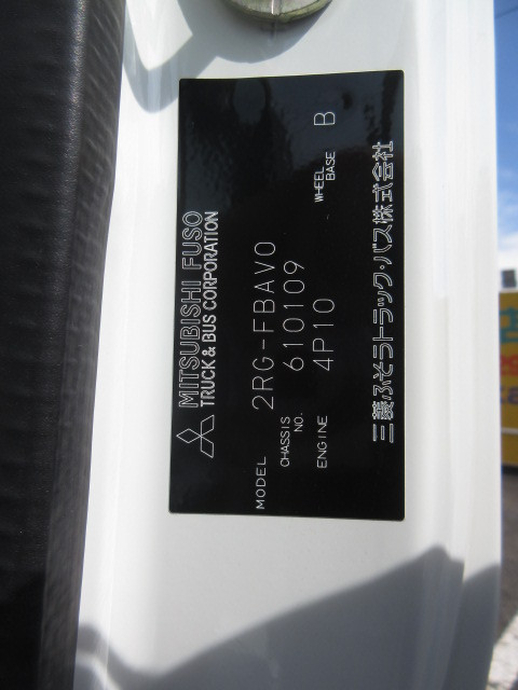 MITSUBISHI FUSO
TRUCK & BUS CORPORATION
MODEL 2RG-FBAV0
CHASSIS NO. 610109
ENGINE 4P10 WHEEL BASE B
三菱ふそうトラック・バス株式会社